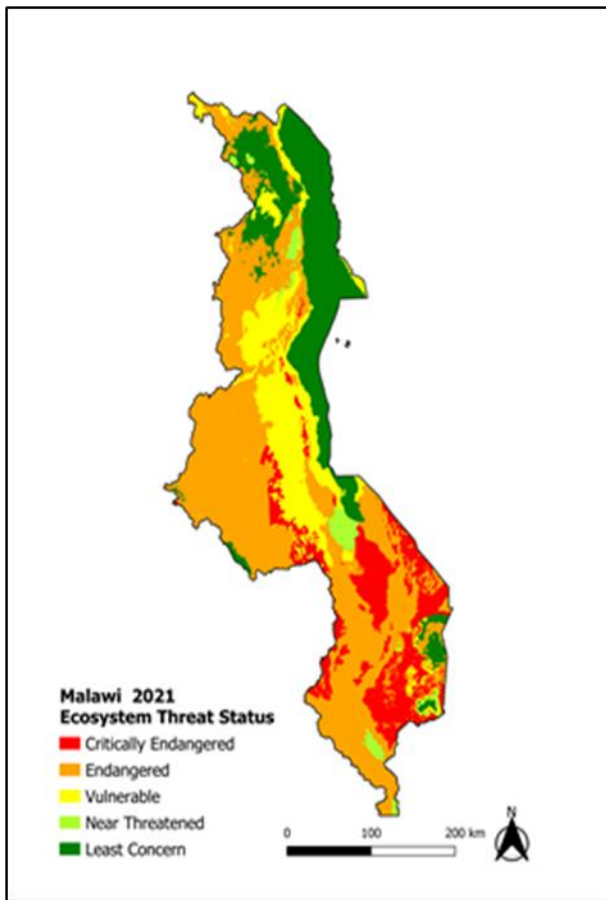 Malawi  2021
Ecosystem Threat Status
Critically Endangered
Endangered
Vulnerable
Near Threatened
Least Concern
0 100 200 km
N